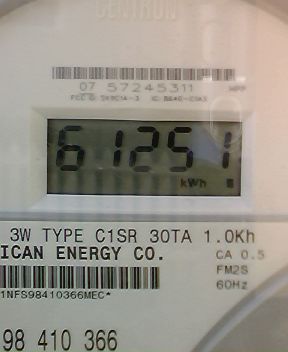 CENTRON
07 57245311
61251
kWh
3W TYPE C1SR 30TA 1.0Kh
ICAN ENERGY CO.
CA 0.5
FM2S
60Hz
1NFS98410366MEC*
98 410 366